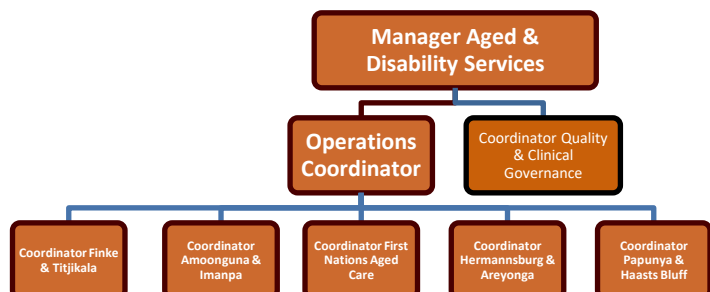 Manager Aged &
Disability Services
Operations
Coordinator
Coordinator Quality
& Clinical
Governance
Coordinator Finke
& Titjikala
Coordinator
Amoonguna &
Imanpa
Coordinator First
Nations Aged
Care
Coordinator
Hermannsburg &
Areyonga
Coordinator
Papunya &
Haasts Bluff